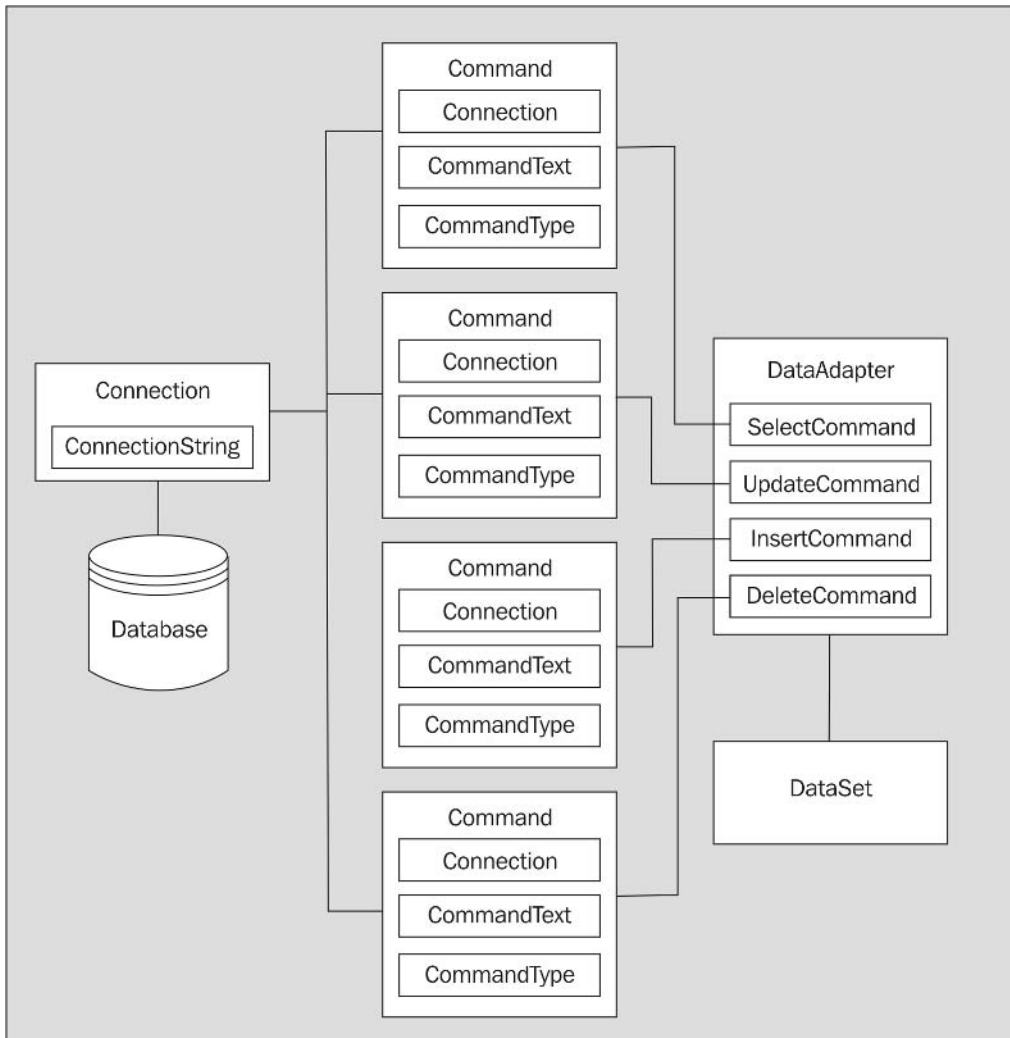 Connection
ConnectionString
Database
Command
Connection
CommandText
CommandType
Command
Connection
CommandText
CommandType
Command
Connection
CommandText
CommandType
Command
Connection
CommandText
CommandType
DataAdapter
SelectCommand
UpdateCommand
InsertCommand
DeleteCommand
DataSet